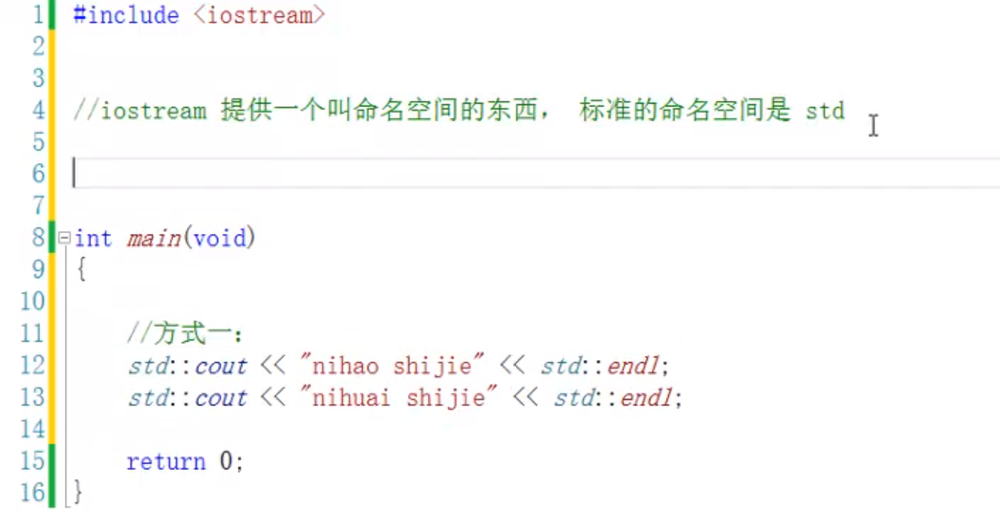 1 #include <iostream>
2
3
4 //iostream 提供一个叫命名空间的东西， 标准的命名空间是 std
5
6
7
8 int main(void)
9 {
10
11 //方式一：
12 std::cout << "nihao shijie" << std::endl;
13 std::cout << "nihuai shijie" << std::endl;
14
15 return 0;
16 }